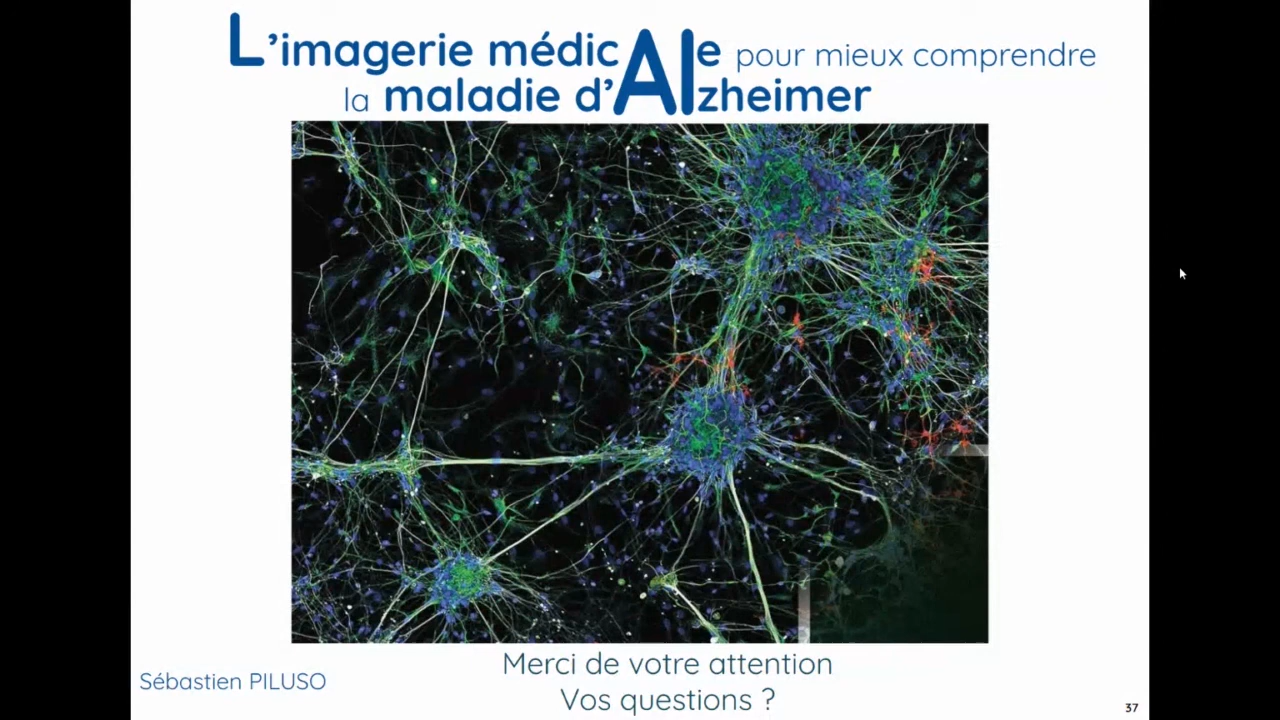 L'imagerie médicAle pour mieux comprendre
la maladie d'Alzheimer
Merci de votre attention
Sébastien PILUSO
Vos questions ?
37